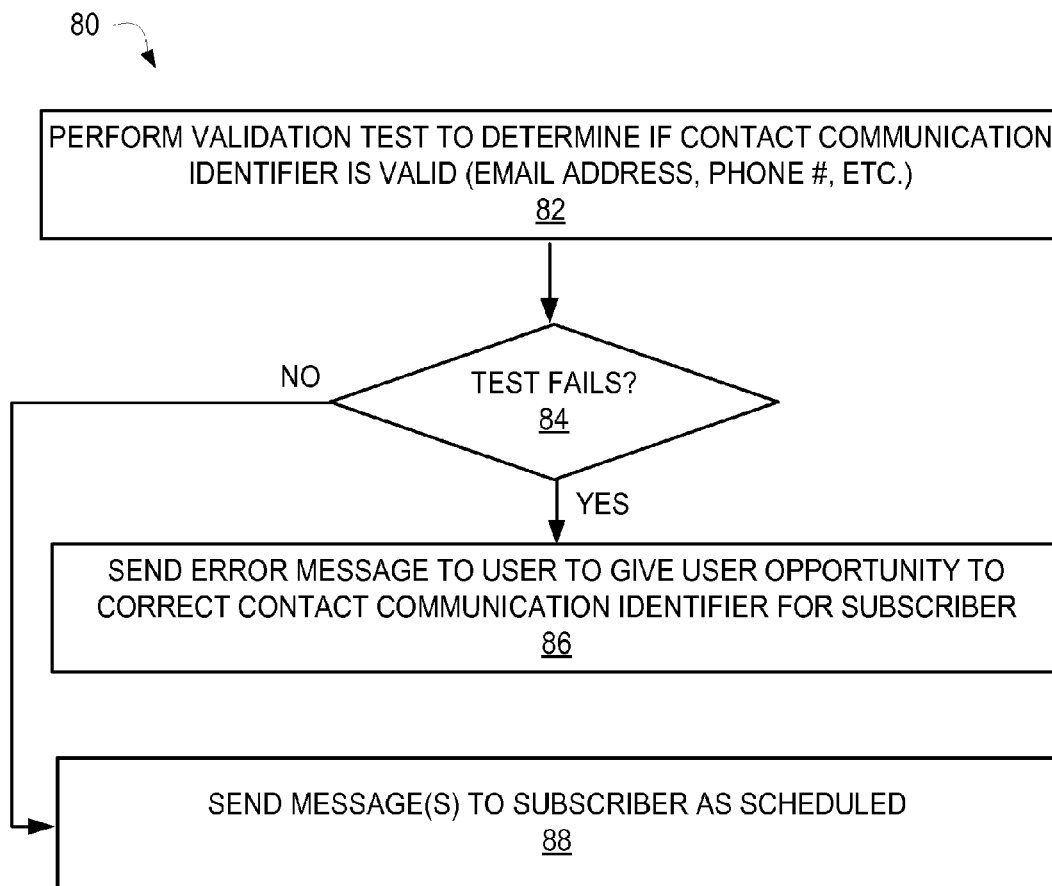 80
PERFORM VALIDATION TEST TO DETERMINE IF CONTACT COMMUNICATION
IDENTIFIER IS VALID (EMAIL ADDRESS, PHONE #, ETC.)
82
TEST FAILS?
84
NO
YES
SEND ERROR MESSAGE TO USER TO GIVE USER OPPORTUNITY TO
CORRECT CONTACT COMMUNICATION IDENTIFIER FOR SUBSCRIBER
86
SEND MESSAGE(S) TO SUBSCRIBER AS SCHEDULED
88